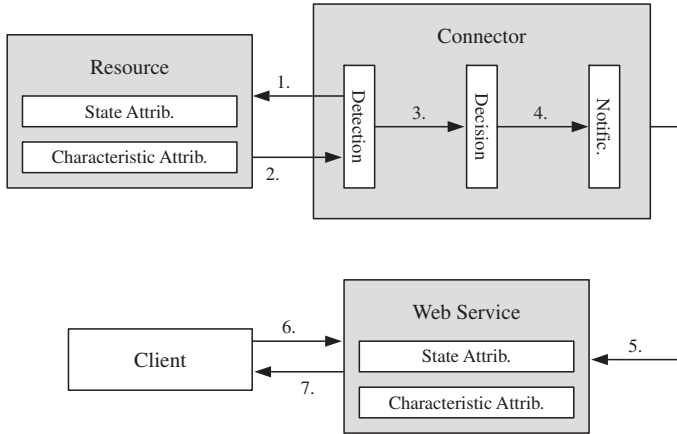 Connector
Resource
State Attrib.
Characteristic Attrib.
1.
2.
Detection
3.
Decision
4.
Notific.
Web Service
State Attrib.
Characteristic Attrib.
5.
Client
6.
7.